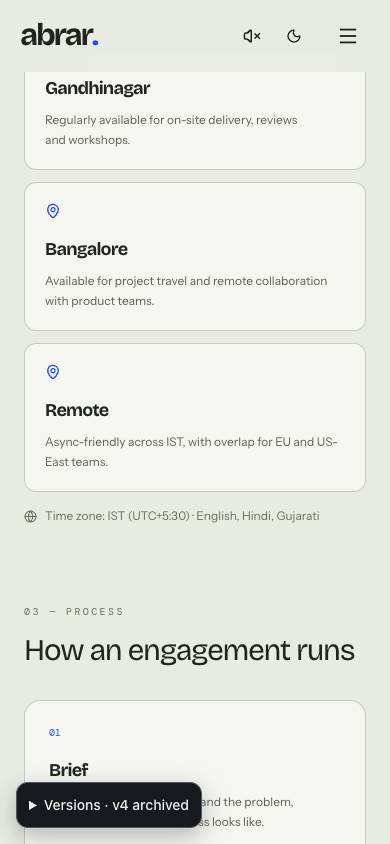 abrar.
Gandhinagar
Regularly available for on-site delivery, reviews
and workshops.
Bangalore
Available for project travel and remote collaboration
with product teams.
Remote
Async-friendly across IST, with overlap for EU and US-
East teams.
Time zone: IST (UTC+5:30) · English, Hindi, Gujarati
03 — PROCESS
How an engagement runs
01
Brief
and the problem,
ss looks like.
Versions · v4 archived